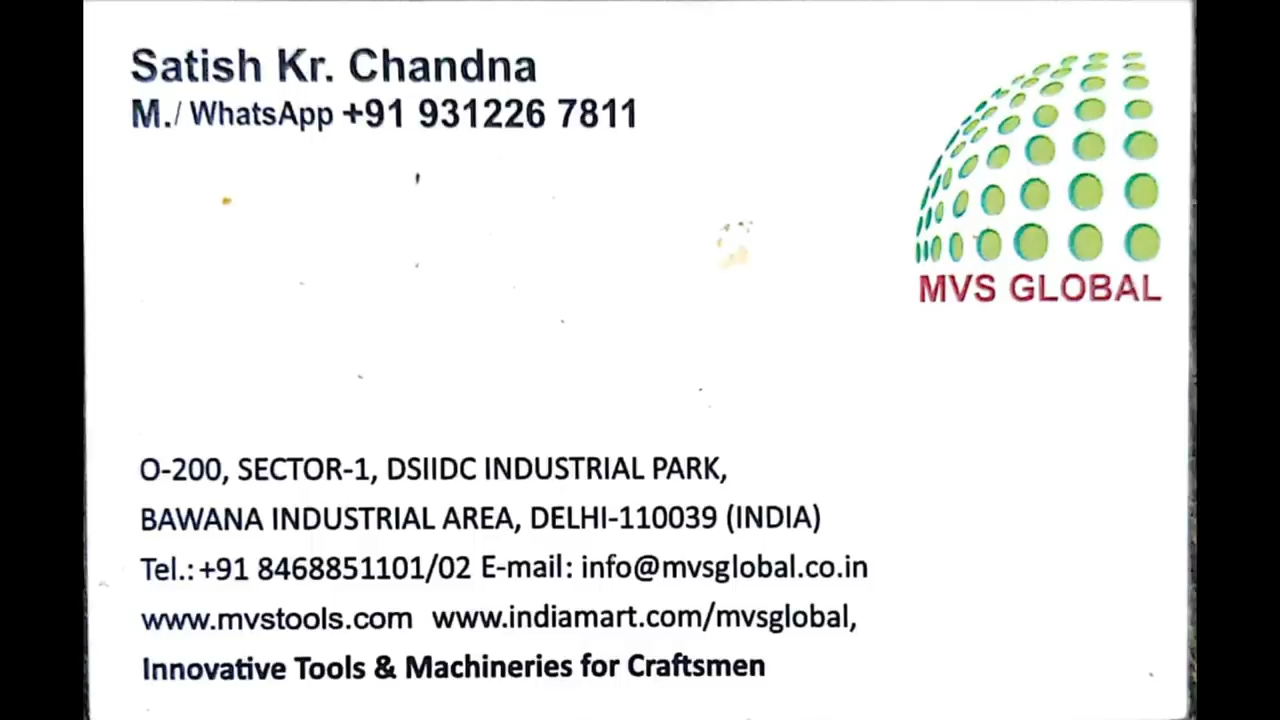 Satish Kr. Chandna
M./ WhatsApp +91 931226 7811
MVS GLOBAL
O-200, SECTOR-1, DSIIDC INDUSTRIAL PARK,
BAWANA INDUSTRIAL AREA, DELHI-110039 (INDIA)
Tel.: +91 8468851101/02 E-mail: info@mvsglobal.co.in
www.mvstools.com www.indiamart.com/mvsglobal,
Innovative Tools & Machineries for Craftsmen